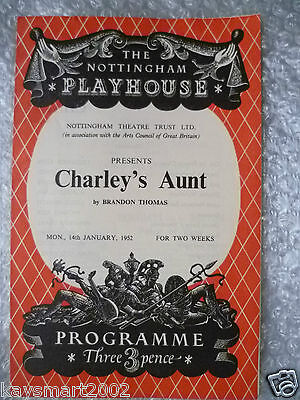 THE
NOTTINGHAM
PLAYHOUSE
NOTTINGHAM THEATRE TRUST LTD.
(in association with the Arts Council of Great Britain)
PRESENTS
Charley's Aunt
by BRANDON THOMAS
MON., 14th JANUARY, 1952 FOR TWO WEEKS
PROGRAMME
Three 3 pence
kaysmart2002